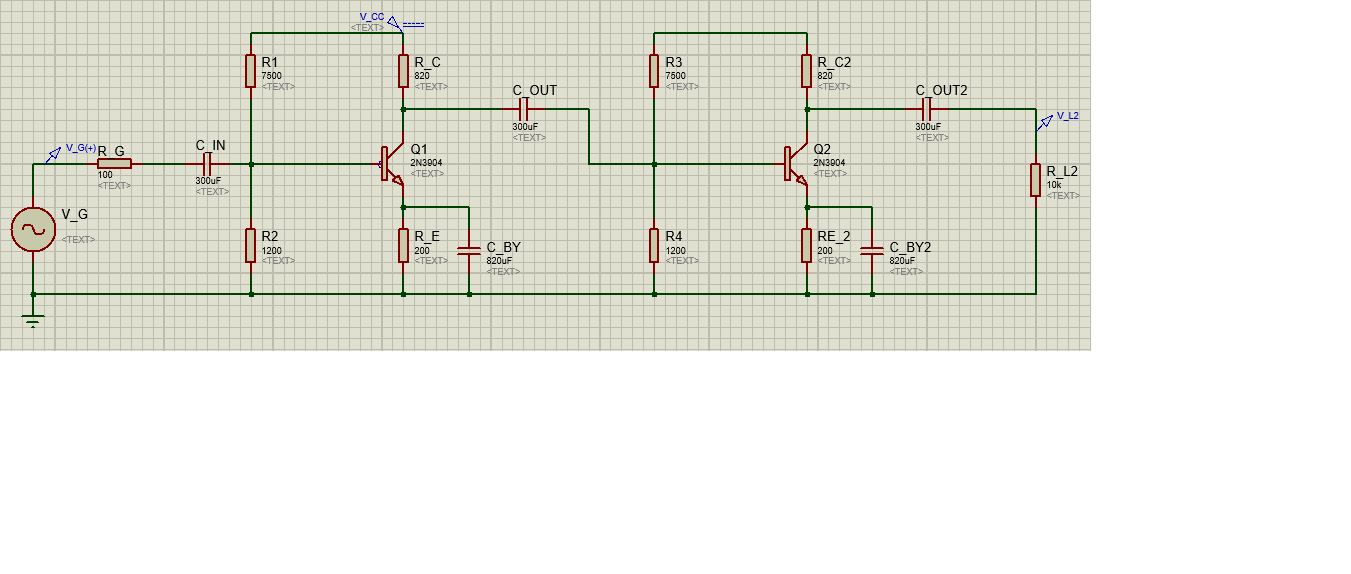 V_CC
<TEXT>
R1
7500
<TEXT>
R_C
820
<TEXT>
C_OUT
300uF
<TEXT>
R3
7500
<TEXT>
R_C2
820
<TEXT>
C_OUT2
300uF
<TEXT>
V_L2
V_G(+)
R_G
100
<TEXT>
C_IN
300uF
<TEXT>
Q1
2N3904
<TEXT>
Q2
2N3904
<TEXT>
R_L2
10k
<TEXT>
V_G
<TEXT>
R2
1200
<TEXT>
R_E
200
<TEXT>
C_BY
820uF
<TEXT>
R4
1200
<TEXT>
RE_2
200
<TEXT>
C_BY2
820uF
<TEXT>